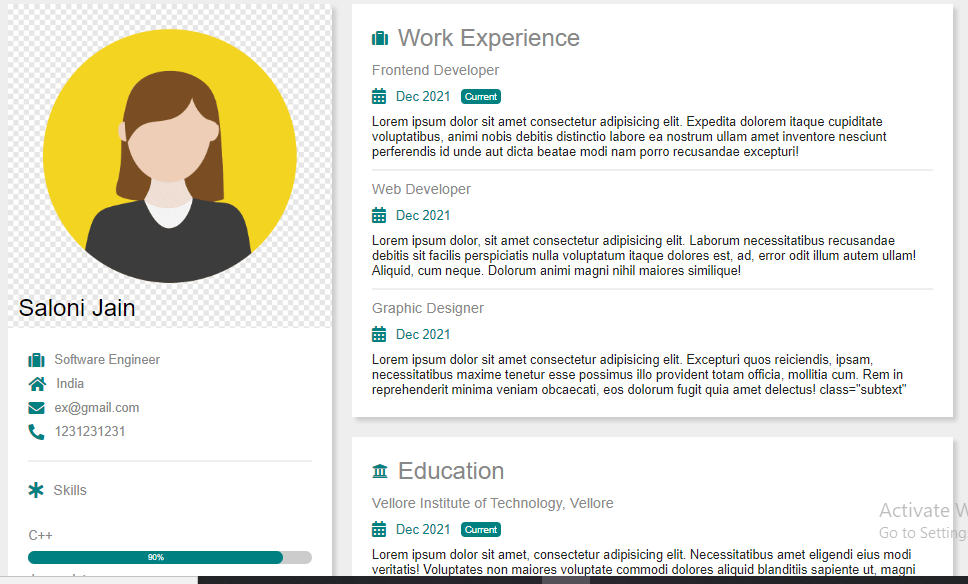 Saloni Jain
Software Engineer
India
ex@gmail.com
1231231231
Skills
C++
90%
Work Experience
Frontend Developer
Dec 2021 Current
Lorem ipsum dolor sit amet consectetur adipisicing elit. Expedita dolorem itaque cupiditate
voluptatibus, animi nobis debitis distinctio labore ea nostrum ullam amet inventore nesciunt
perferendis id unde aut dicta beatae modi nam porro recusandae excepturi!
Web Developer
Dec 2021
Lorem ipsum dolor, sit amet consectetur adipisicing elit. Laborum necessitatibus recusandae
debitis sit facilis perspiciatis nulla voluptatum itaque dolores est, ad, error odit illum autem ullam!
Aliquid, cum neque. Dolorum animi magni nihil maiores similique!
Graphic Designer
Dec 2021
Lorem ipsum dolor sit amet consectetur adipisicing elit. Excepturi quos reiciendis, ipsam,
necessitatibus maxime tenetur esse possimus illo provident totam officia, mollitia cum. Rem in
reprehenderit minima veniam obcaecati, eos dolorum fugit quia amet delectus! class="subtext"
Education
Vellore Institute of Technology, Vellore
Dec 2021 Current
Lorem ipsum dolor sit amet, consectetur adipisicing elit. Necessitatibus amet eligendi eius modi
veritatis! Voluptates non maiores voluptate commodi dolores aliquid blanditiis sapiente ut, magni
Activate W
Go to Setting